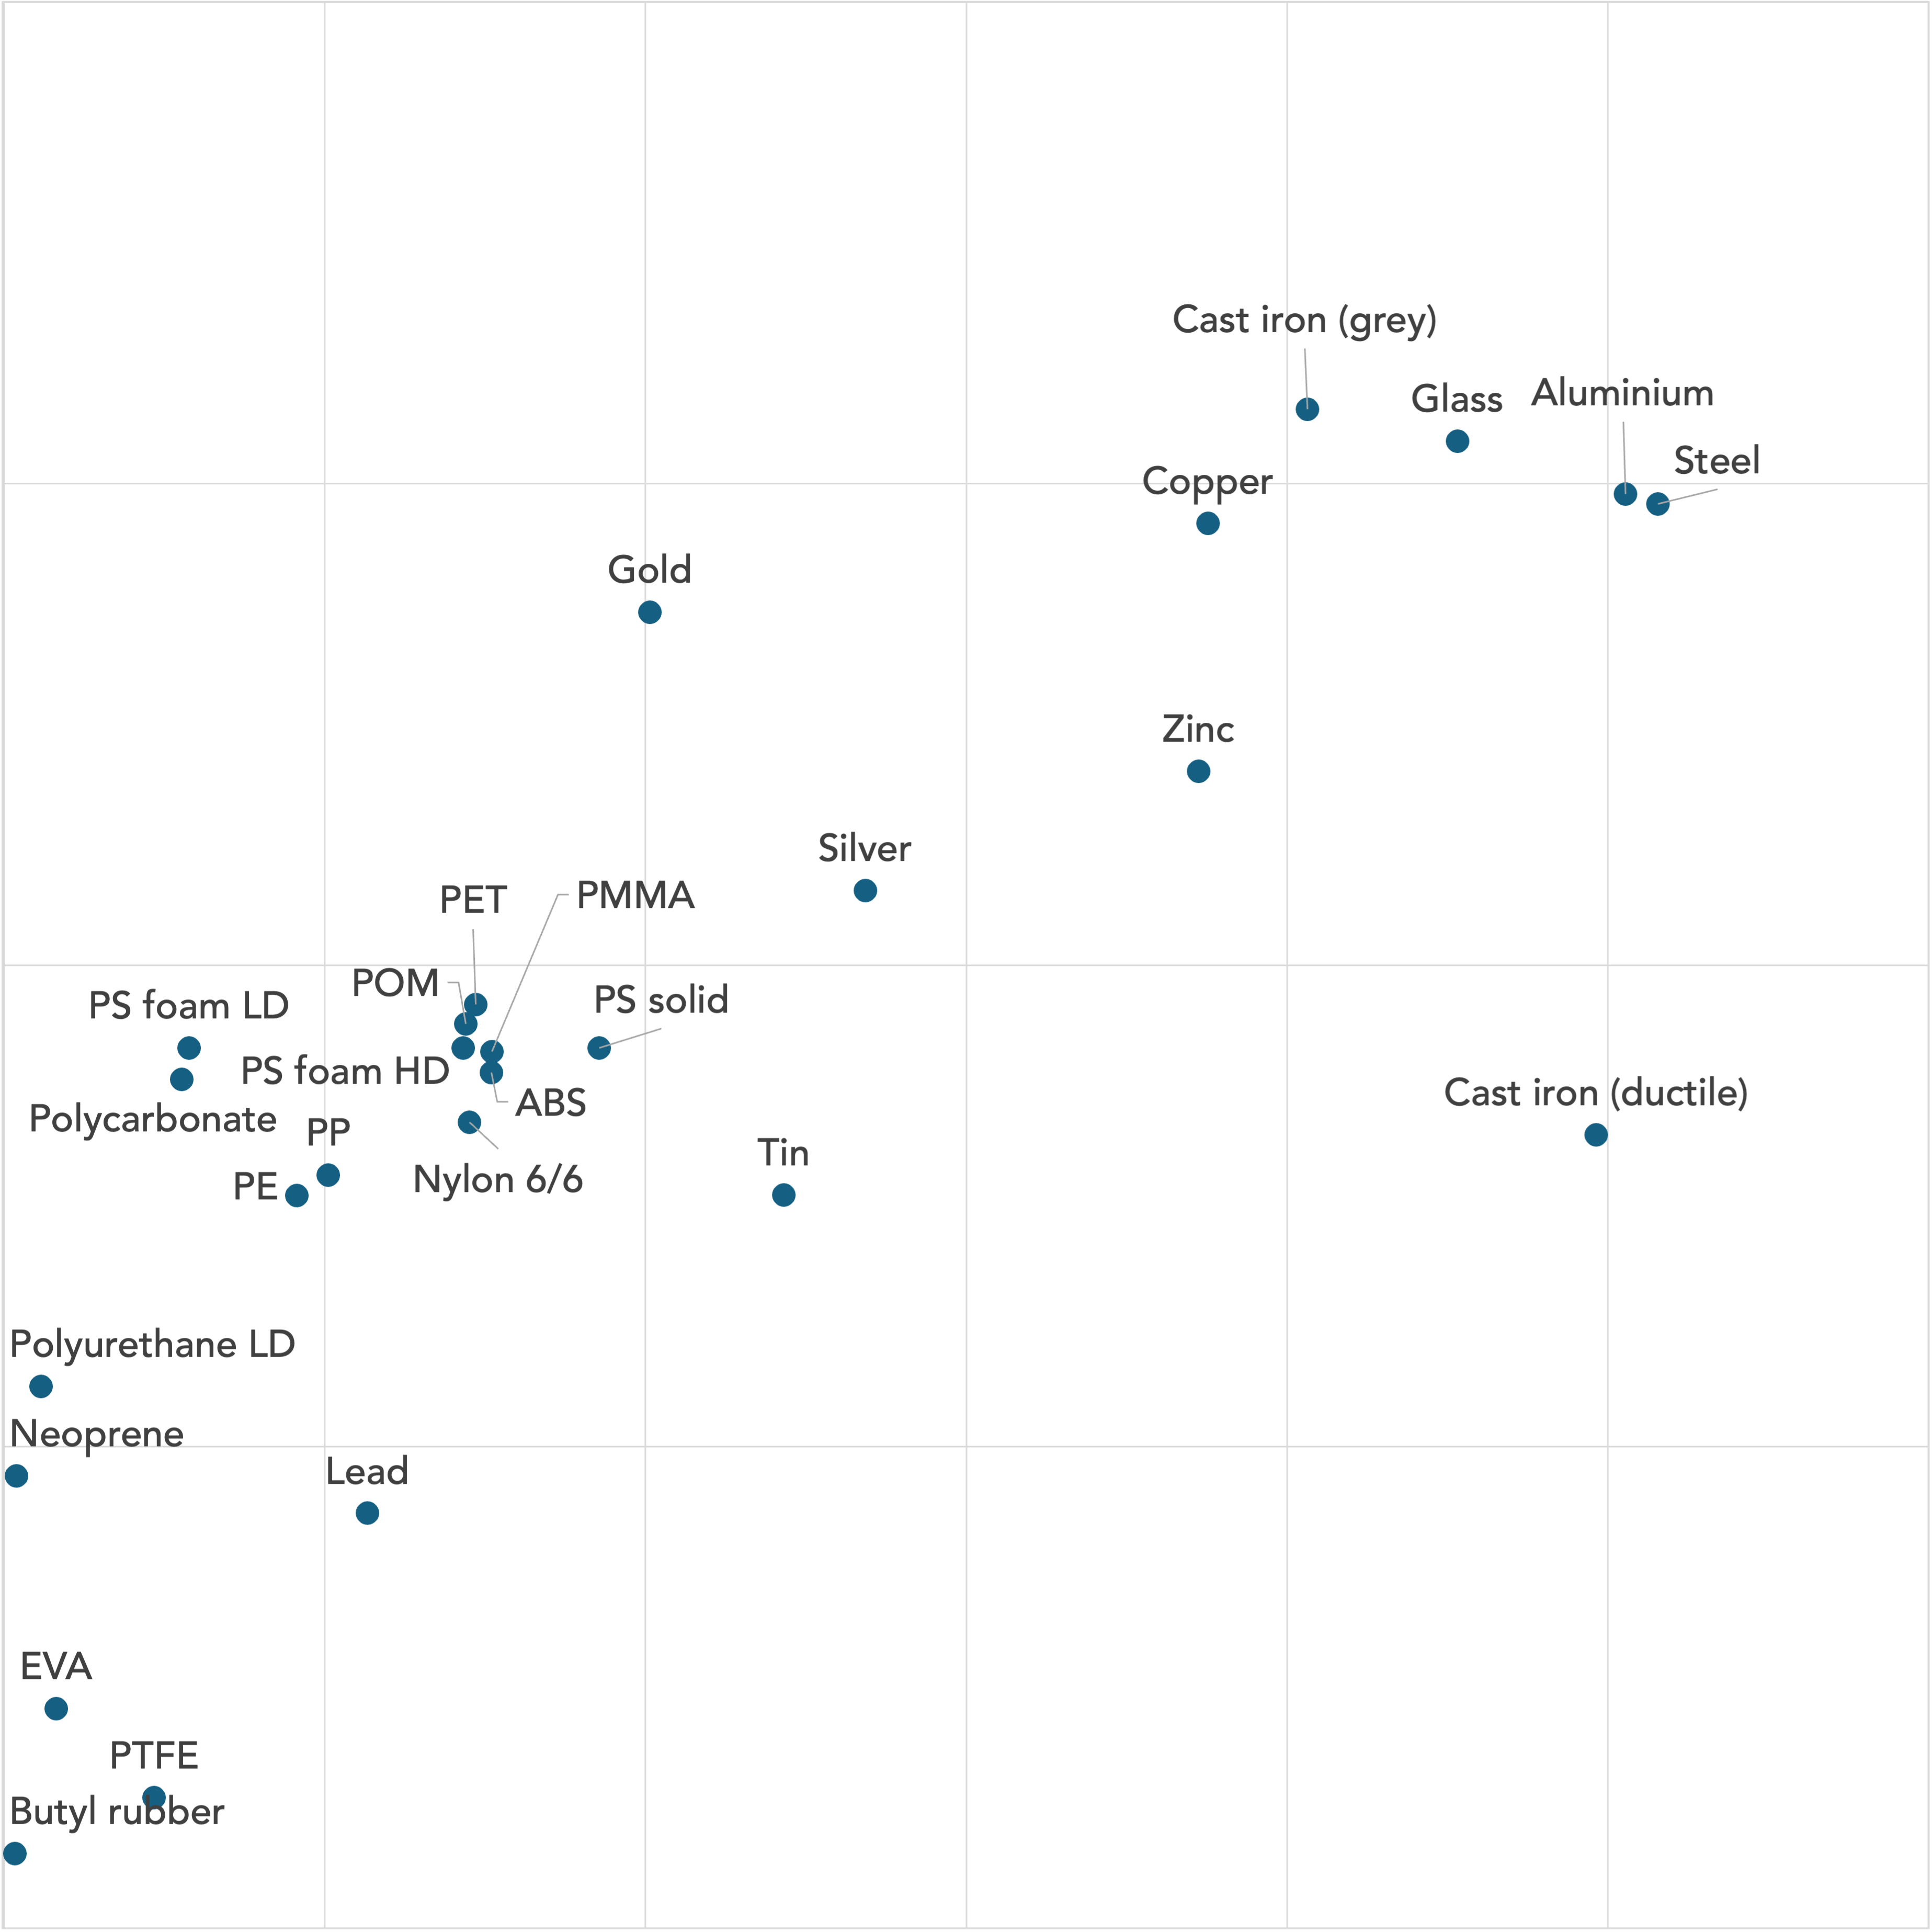 Cast iron (grey)
Glass
Aluminium
Steel
Copper
Gold
Zinc
Silver
PET
PMMA
POM
PS solid
PS foam LD
PS foam HD
Polycarbonate
ABS
PP
Cast iron (ductile)
Tin
PE
Nylon 6/6
Polyurethane LD
Neoprene
Lead
EVA
PTFE
Butyl rubber